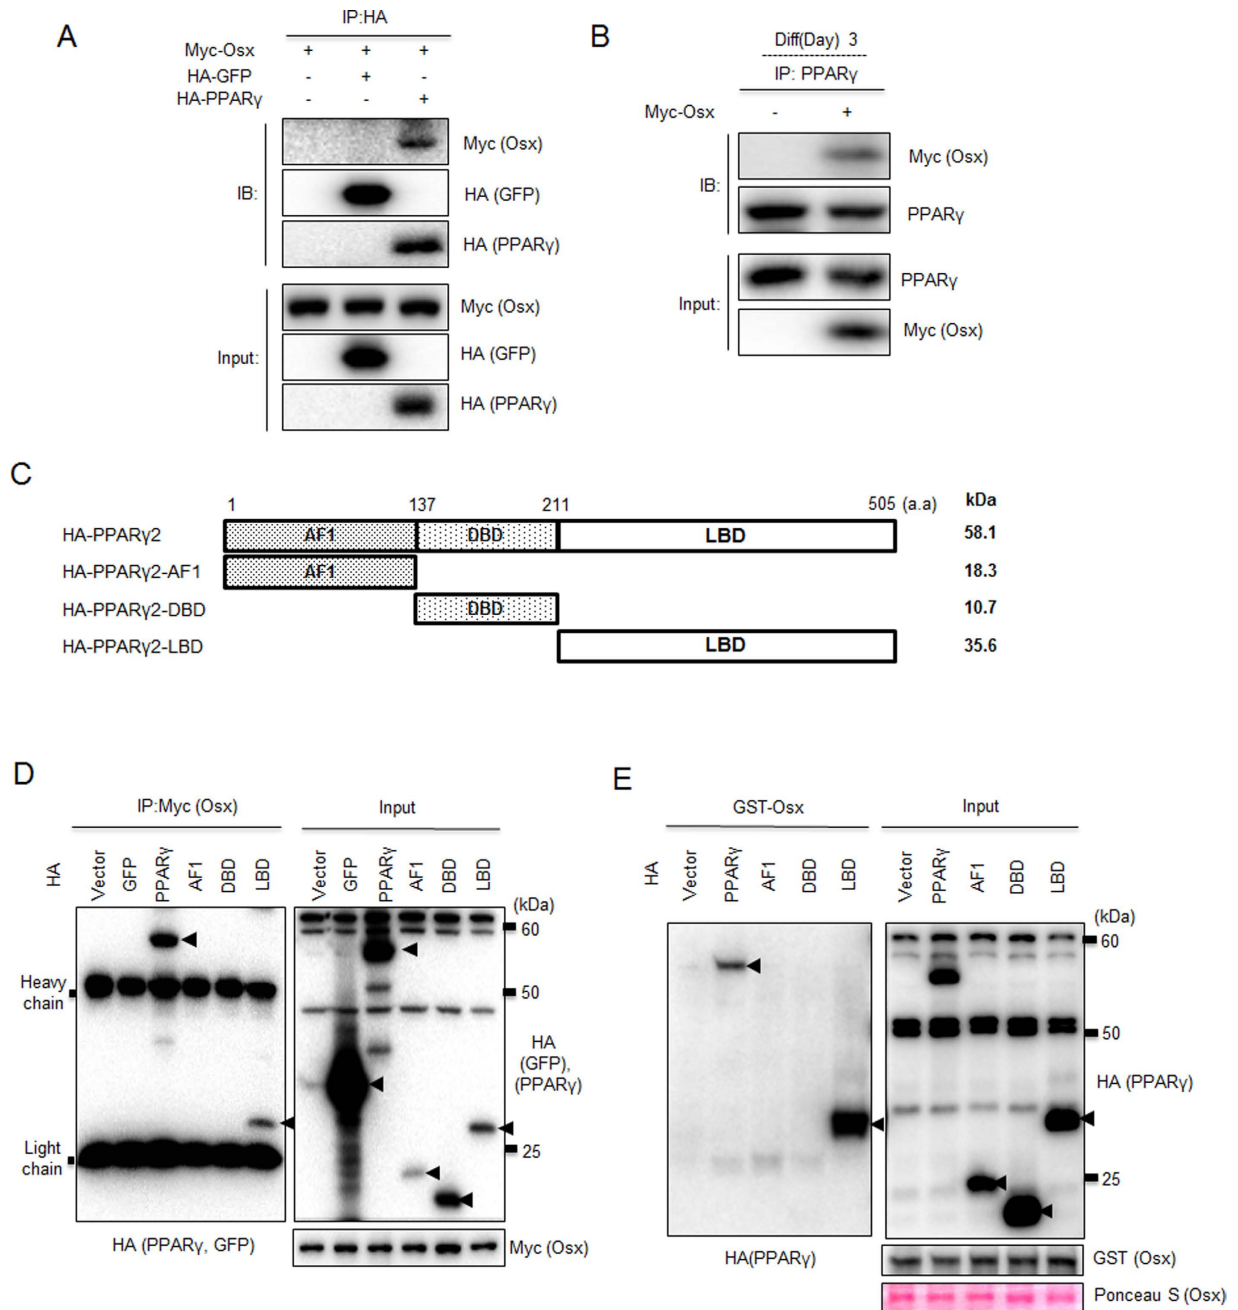 A
IP:HA
Myc-Osx + + +
HA-GFP - + -
HA-PPARγ - - +
IB:
Myc (Osx)
HA (GFP)
HA (PPARγ)
Input:
Myc (Osx)
HA (GFP)
HA (PPARγ)
B
Diff(Day) 3
IP: PPARγ
Myc-Osx - +
IB:
Myc (Osx)
PPARγ
Input:
PPARγ
Myc (Osx)
C
1 137 211 505 (a.a) kDa
HA-PPARγ2 AF1 DBD LBD 58.1
HA-PPARγ2-AF1 AF1 18.3
HA-PPARγ2-DBD DBD 10.7
HA-PPARγ2-LBD LBD 35.6
D
IP:Myc (Osx) Input
HA Vector GFP PPARγ AF1 DBD LBD Vector GFP PPARγ AF1 DBD LBD
(kDa)
60
Heavy
chain
50
HA
(GFP),
(PPARγ)
Light
chain
25
HA (PPARγ, GFP)
Myc (Osx)
E
GST-Osx Input
HA Vector PPARγ AF1 DBD LBD Vector PPARγ AF1 DBD LBD
(kDa)
60
50
HA (PPARγ)
25
HA(PPARγ)
GST (Osx)
Ponceau S (Osx)